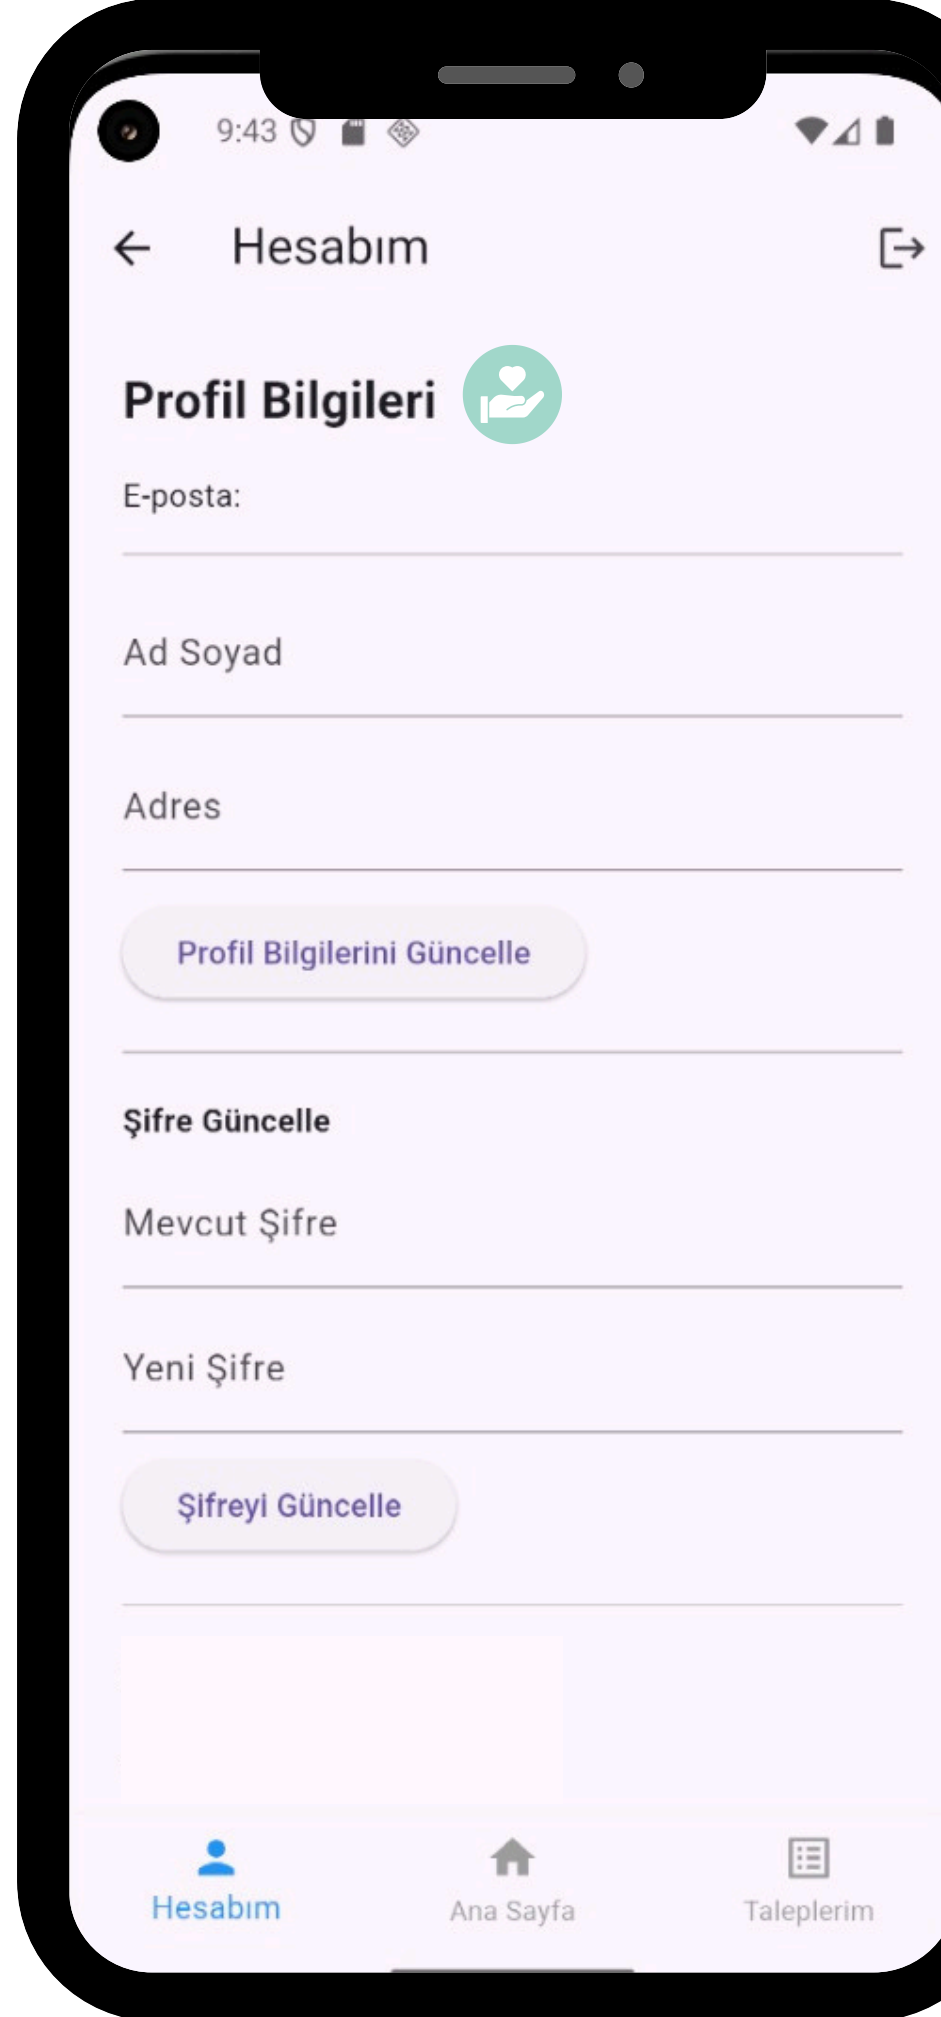 9:43
Hesabım
Profil Bilgileri
E-posta:
Ad Soyad
Adres
Profil Bilgilerini Güncelle
Şifre Güncelle
Mevcut Şifre
Yeni Şifre
Şifreyi Güncelle
Hesabım Ana Sayfa Taleplerim